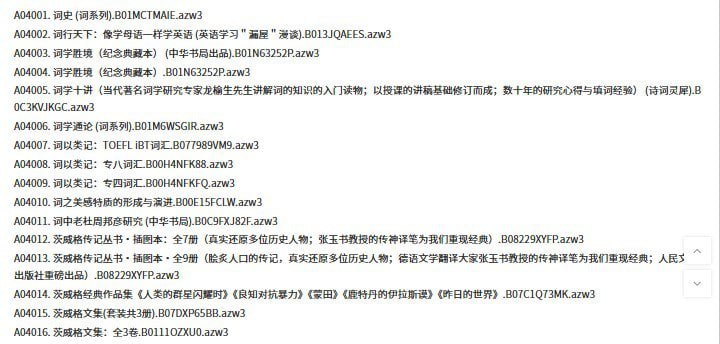 A04001. 词史 (词系列).B01MCTMAIE.azw3
A04002. 词行天下：像学母语一样学英语 (英语学习＂漏屋＂漫谈).B013JQAEES.azw3
A04003. 词学胜境（纪念典藏本） (中华书局出品).B01N63252P.azw3
A04004. 词学胜境（纪念典藏本）.B01N63252P.azw3
A04005. 词学十讲（当代著名词学研究专家龙榆生先生讲解词的知识的入门读物；以授课的讲稿基础修订而成；数十年的研究心得与填词经验） (诗词灵犀).B
0C3KVJKGC.azw3
A04006. 词学通论 (词系列).B01M6WSGIR.azw3
A04007. 词以类记：TOEFL iBT词汇.B077989VM9.azw3
A04008. 词以类记：专八词汇.B00H4NFK88.azw3
A04009. 词以类记：专四词汇.B00H4NFKFQ.azw3
A04010. 词之美感特质的形成与演进.B00E15FCLW.azw3
A04011. 词中老杜周邦彦研究 (中华书局).B0C9FXJ82F.azw3
A04012. 茨威格传记丛书·插图本：全7册（真实还原多位历史人物；张玉书教授的传神译笔为我们重现经典）.B08229XYFP.azw3
A04013. 茨威格传记丛书·插图本·全9册（脍炙人口的传记，真实还原多位历史人物；德语文学翻译大家张玉书教授的传神译笔为我们重现经典；人民文
出版社重磅出品）.B08229XYFP.azw3
A04014. 茨威格经典作品集《人类的群星闪耀时》《良知对抗暴力》《蒙田》《鹿特丹的伊拉斯谟》《昨日的世界》.B07C1Q73MK.azw3
A04015. 茨威格文集(套装共3册).B07DXP65BB.azw3
A04016. 茨威格文集：全3卷.B0111OZXU0.azw3